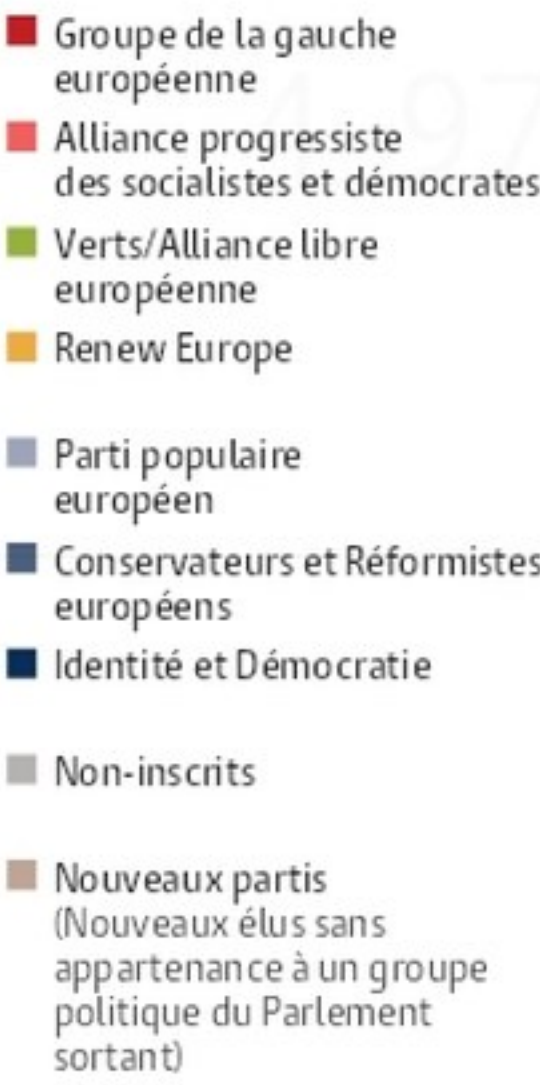 Groupe de la gauche
européenne
Alliance progressiste
des socialistes et démocrates
Verts/Alliance libre
européenne
Renew Europe
Parti populaire
européen
Conservateurs et Réformistes
européens
Identité et Démocratie
Non-inscrits
Nouveaux partis
(Nouveaux élus sans
appartenance à un groupe
politique du Parlement
sortant)